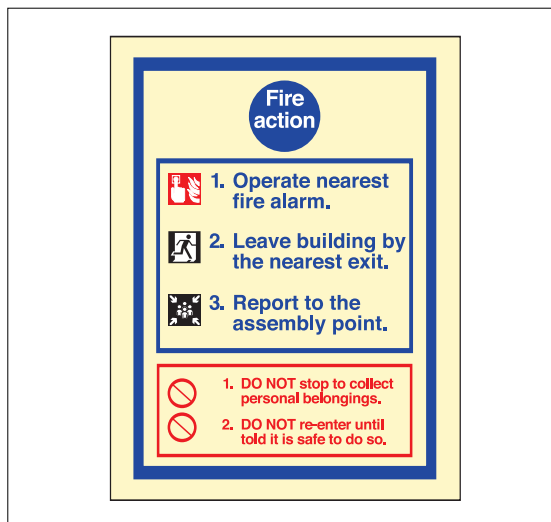 Fire
action
1. Operate nearest
fire alarm.
2. Leave building by
the nearest exit.
3. Report to the
assembly point.
1. DO NOT stop to collect
personal belongings.
2. DO NOT re-enter until
told it is safe to do so.